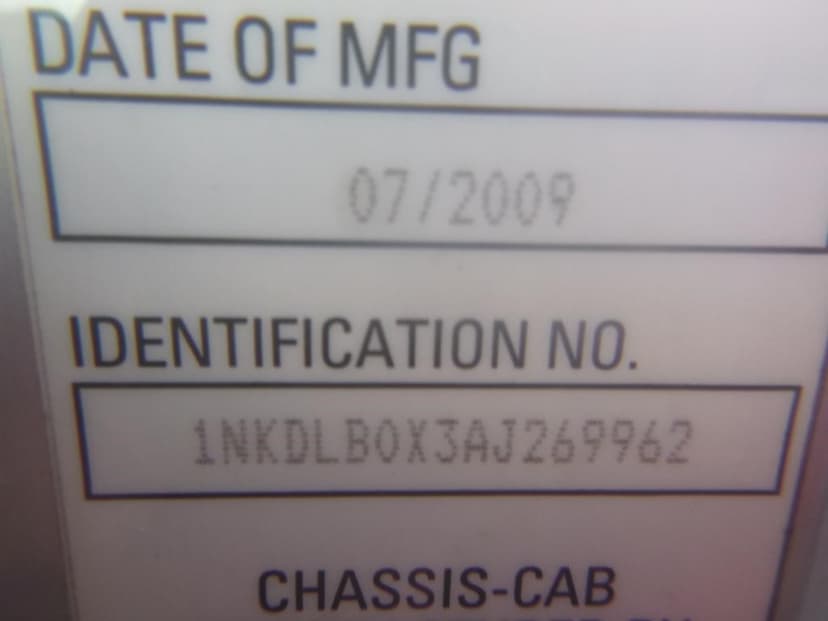 DATE OF MFG
07/2009
IDENTIFICATION NO.
1NKDLB0X3AJ269962
CHASSIS-CAB